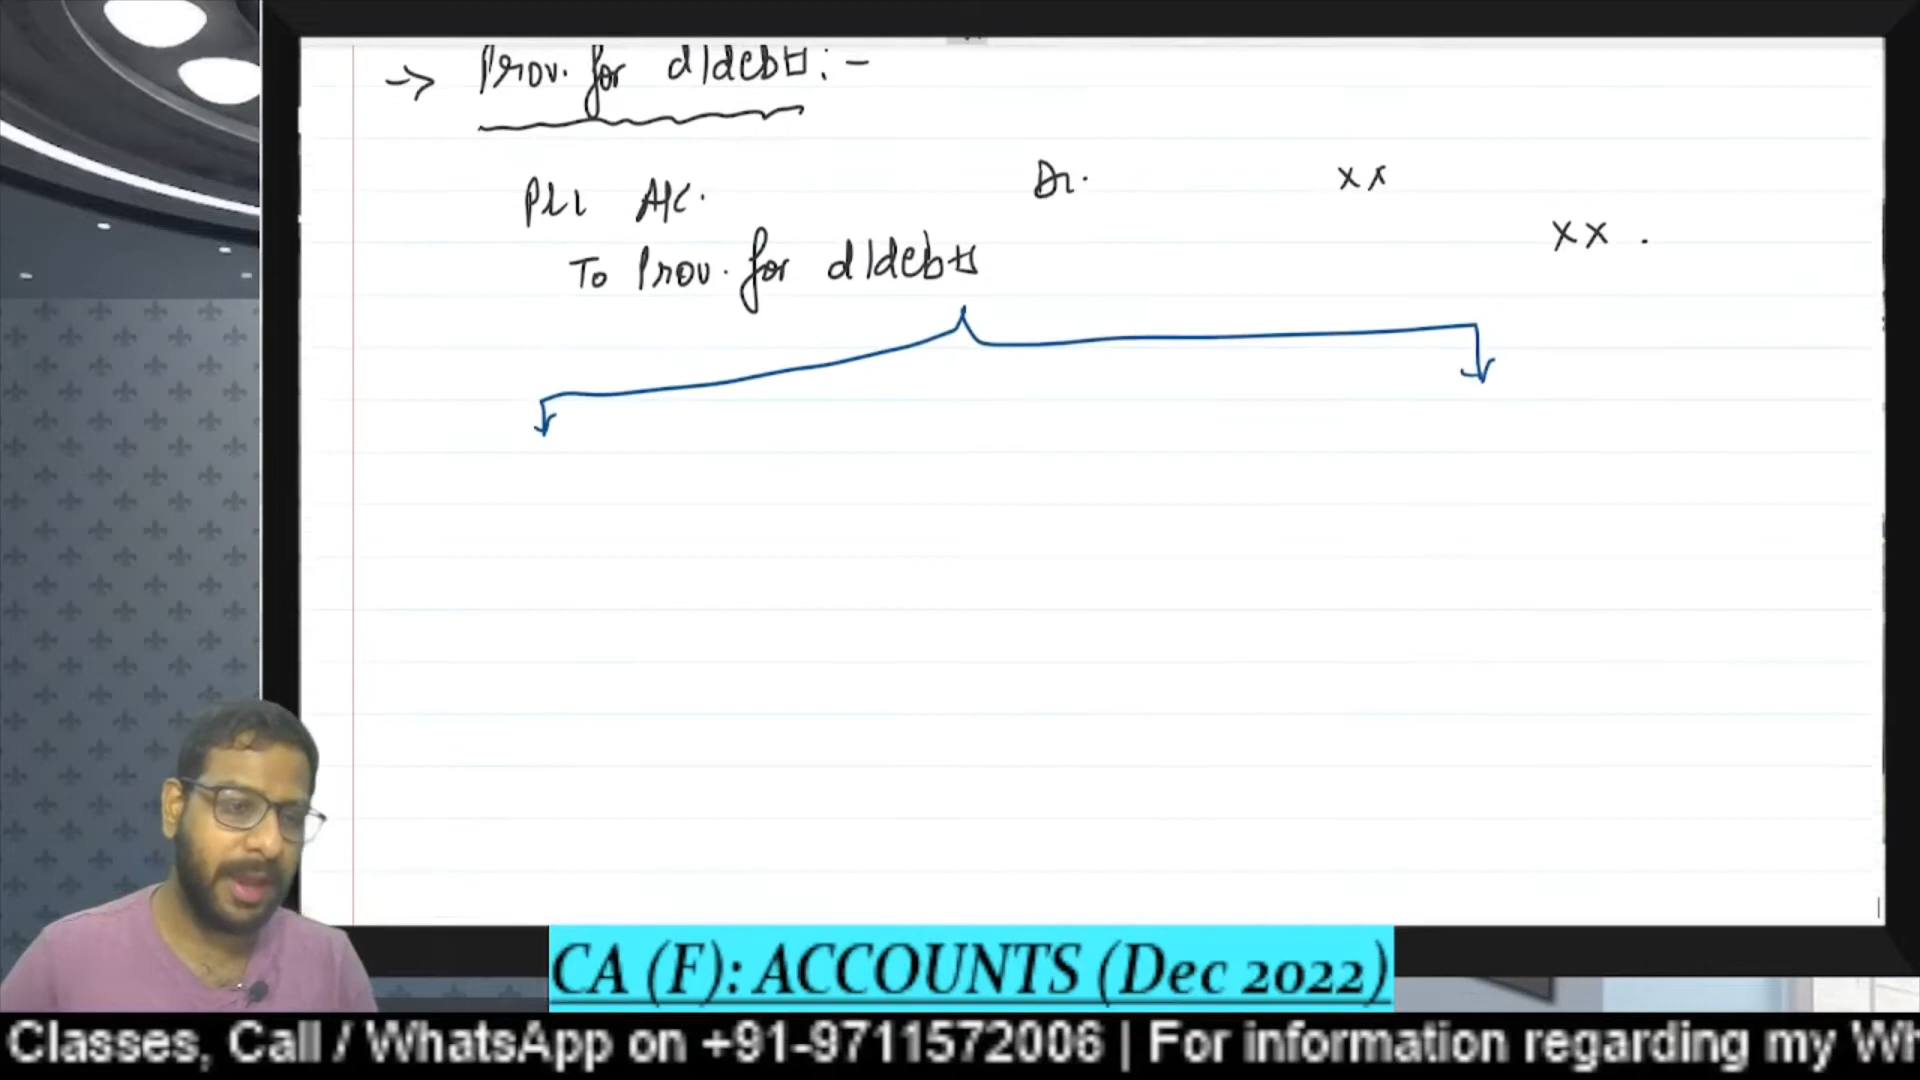 -> Prov. for d/debts :-
P&L A/c. Dr. xx
To Prov. for d/debts xx .
CA (F): ACCOUNTS (Dec 2022)
Classes, Call / WhatsApp on +91-9711572006 | For information regarding my Wh